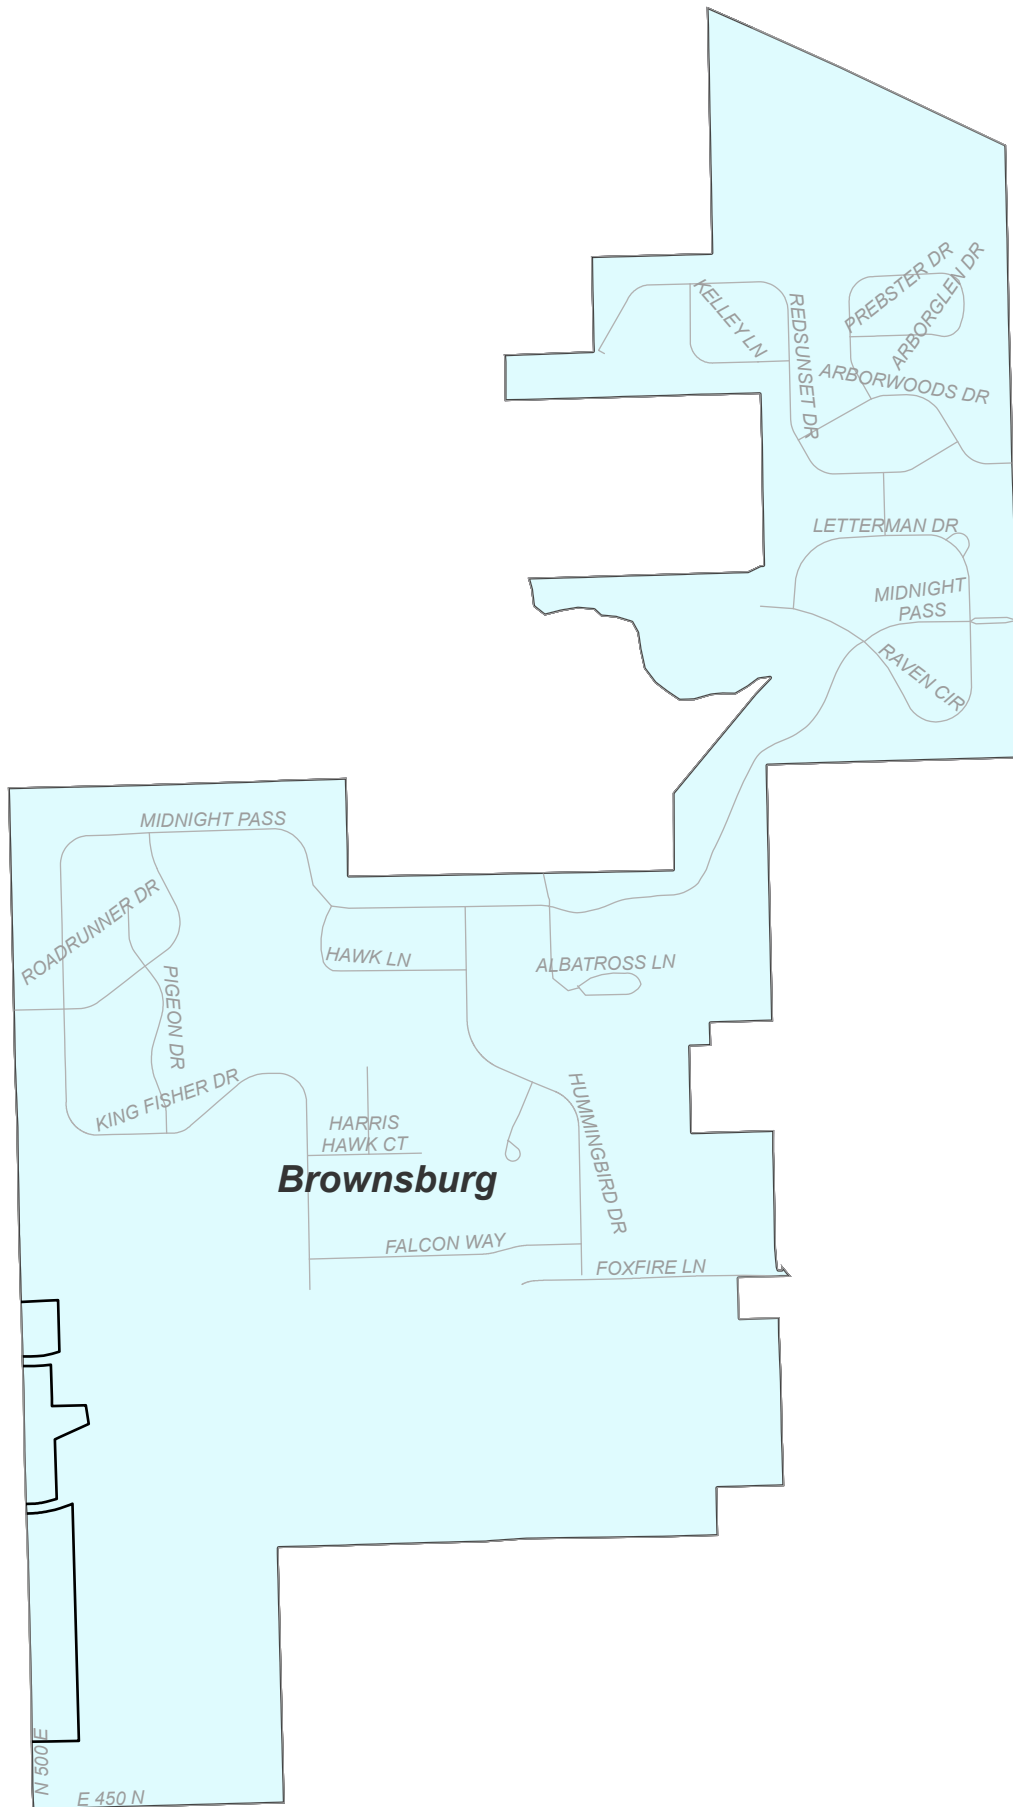 PREBSTER DR
ARBORGLEN DR
KELLEY LN
REDSUNSET DR
ARBORWOODS DR
LETTERMAN DR
MIDNIGHT
PASS
RAVEN CIR
MIDNIGHT PASS
ROADRUNNER DR
HAWK LN
ALBATROSS LN
PIGEON DR
KING FISHER DR
HUMMINGBIRD DR
HARRIS
HAWK CT
Brownsburg
FALCON WAY
FOXFIRE LN
N 500 E
E 450 N